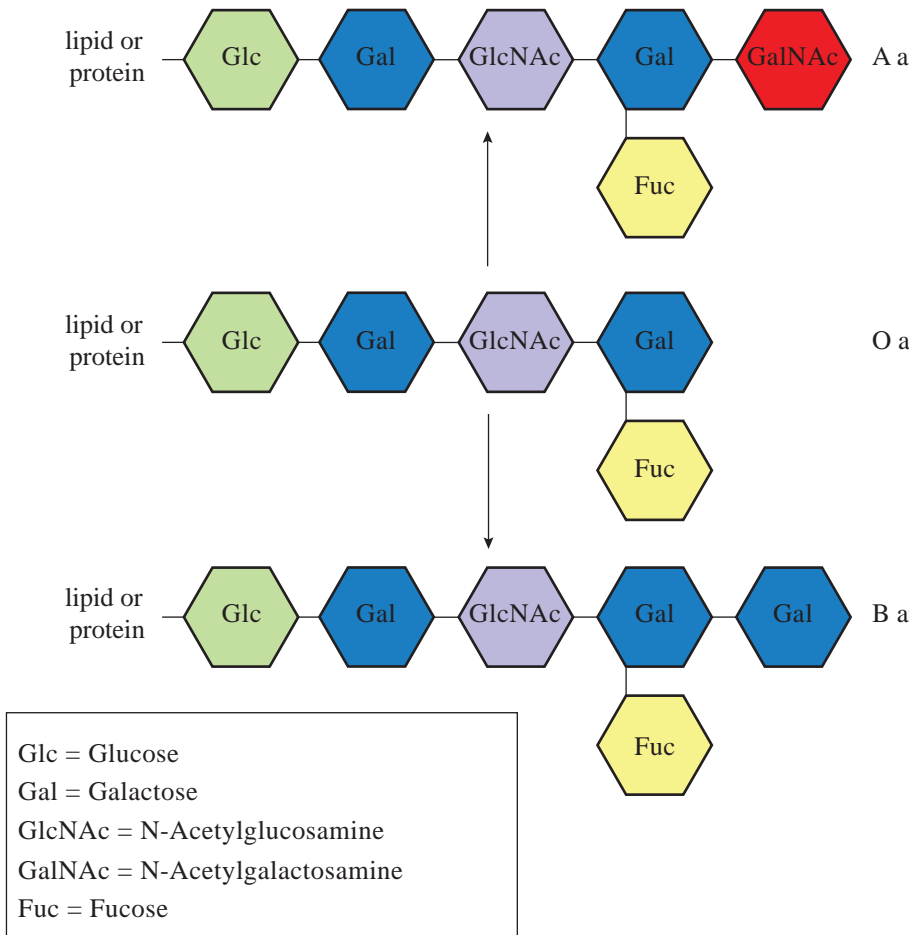 lipid or
protein
Glc Gal GlcNAc Gal GalNAc A a
Fuc
lipid or
protein
Glc Gal GlcNAc Gal O a
Fuc
lipid or
protein
Glc Gal GlcNAc Gal Gal B a
Fuc
Glc = Glucose
Gal = Galactose
GlcNAc = N-Acetylglucosamine
GalNAc = N-Acetylgalactosamine
Fuc = Fucose